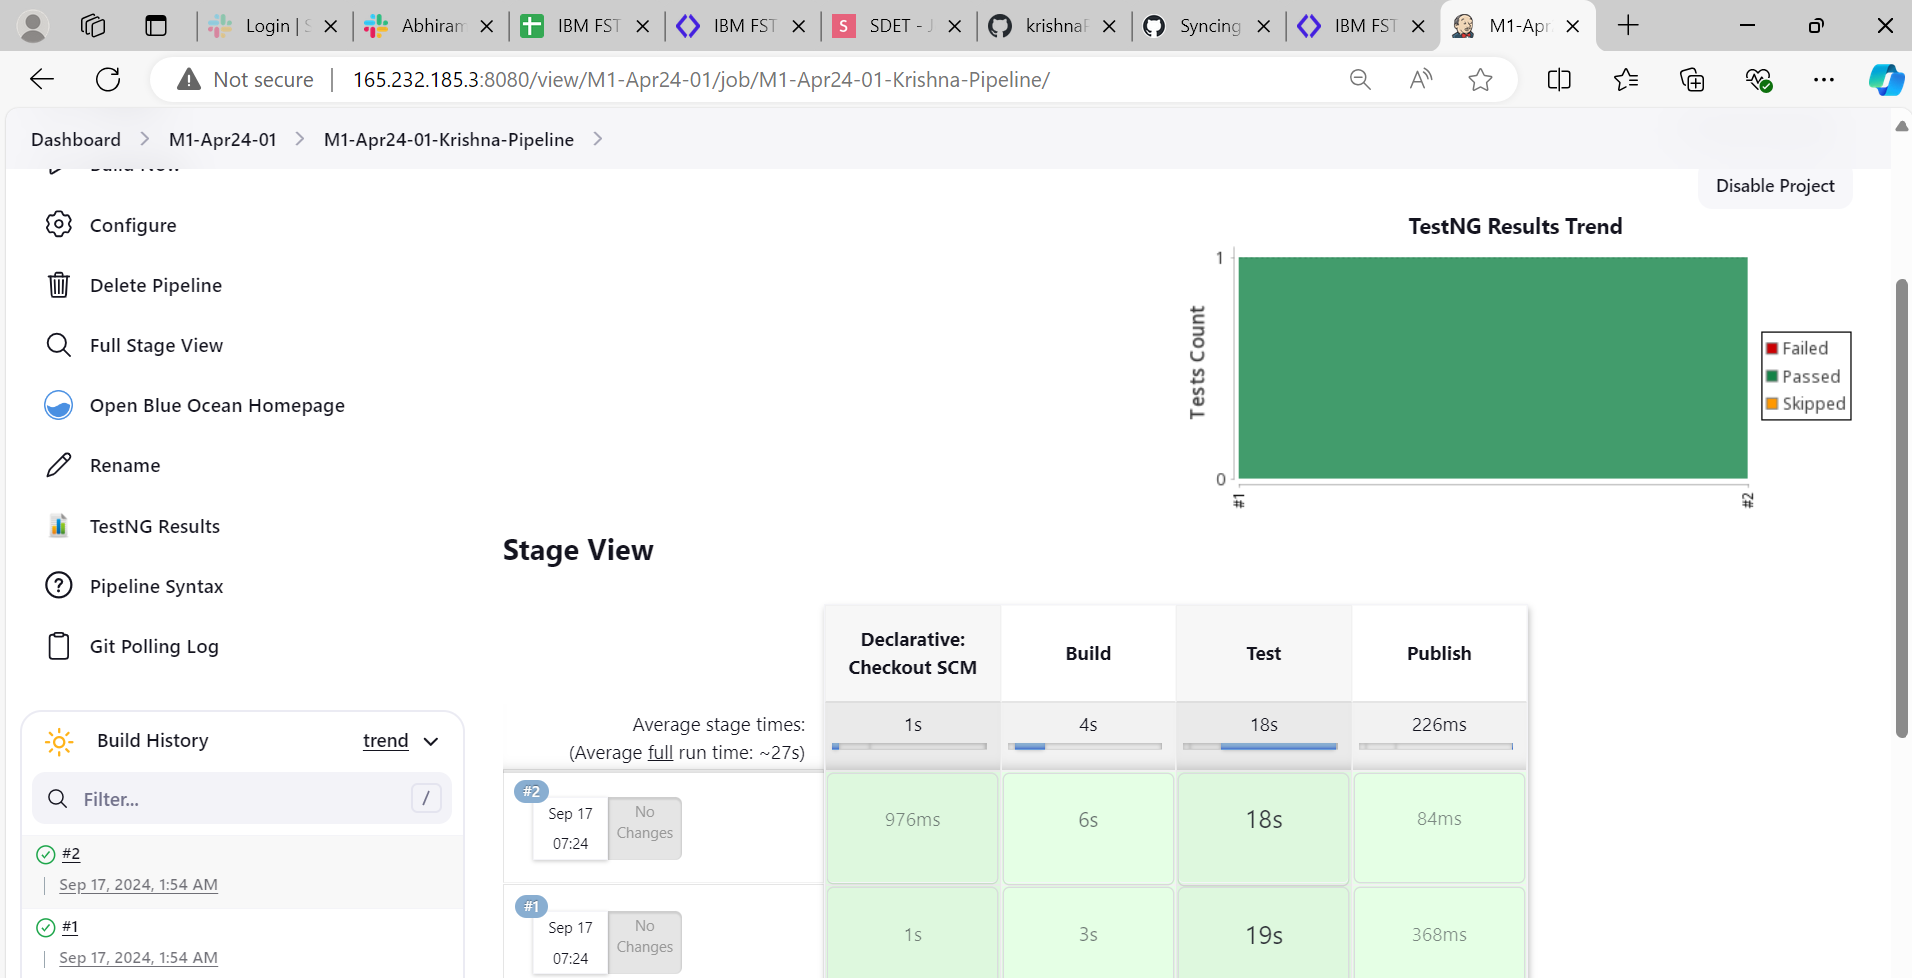 Login | S
Abhiram
IBM FST
IBM FST
SDET - J
krishnaP
Syncing
IBM FST
M1-Apr
Not secure
165.232.185.3:8080/view/M1-Apr24-01/job/M1-Apr24-01-Krishna-Pipeline/
Dashboard
M1-Apr24-01
M1-Apr24-01-Krishna-Pipeline
Build Now
Configure
Delete Pipeline
Full Stage View
Open Blue Ocean Homepage
Rename
TestNG Results
Pipeline Syntax
Git Polling Log
Build History
trend
Filter...
/
#2
Sep 17, 2024, 1:54 AM
#1
Sep 17, 2024, 1:54 AM
Disable Project
TestNG Results Trend
Tests Count
1
0
#1
#2
Failed
Passed
Skipped
Stage View
Declarative:
Checkout SCM
Build
Test
Publish
Average stage times:
(Average full run time: ~27s)
1s
4s
18s
226ms
#2
Sep 17
07:24
No
Changes
976ms
6s
18s
84ms
#1
Sep 17
07:24
No
Changes
1s
3s
19s
368ms